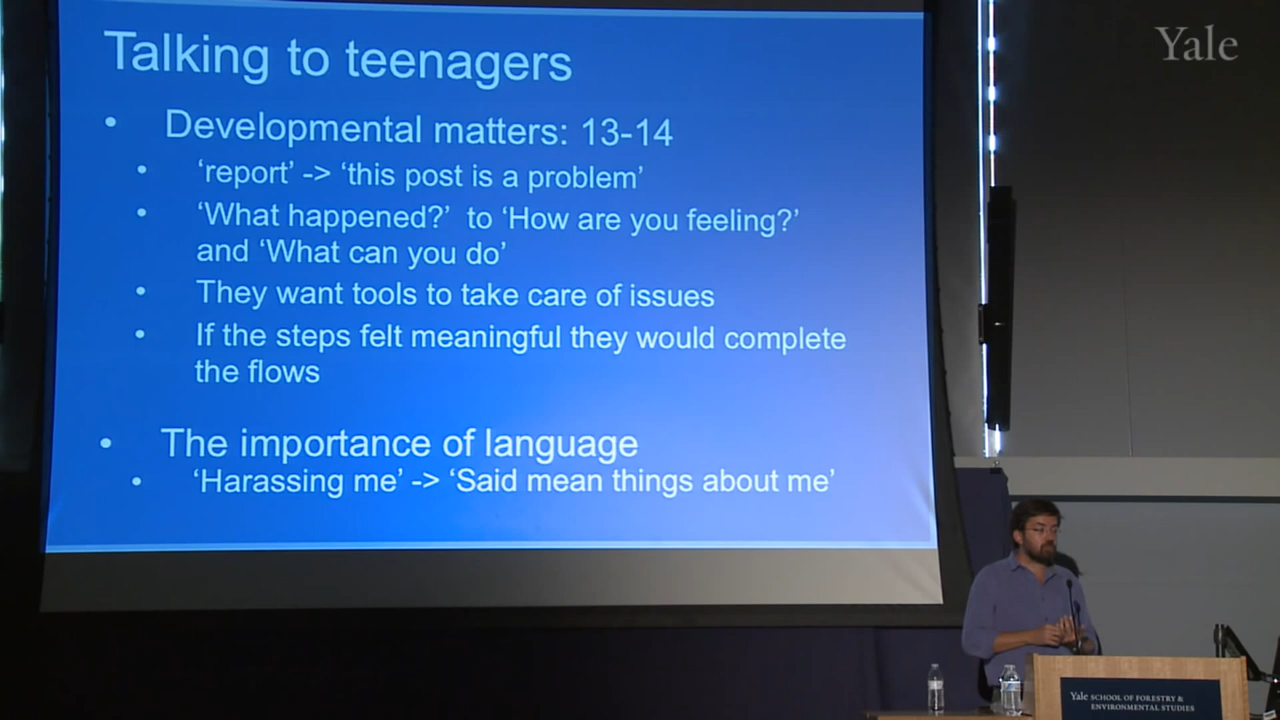 Talking to teenagers
• Developmental matters: 13-14
• ‘report’ -> ‘this post is a problem’
• ‘What happened?’ to ‘How are you feeling?’
and ‘What can you do’
• They want tools to take care of issues
• If the steps felt meaningful they would complete
the flows
• The importance of language
• ‘Harassing me’ -> ‘Said mean things about me’
Yale
Yale SCHOOL OF FORESTRY &
ENVIRONMENTAL STUDIES